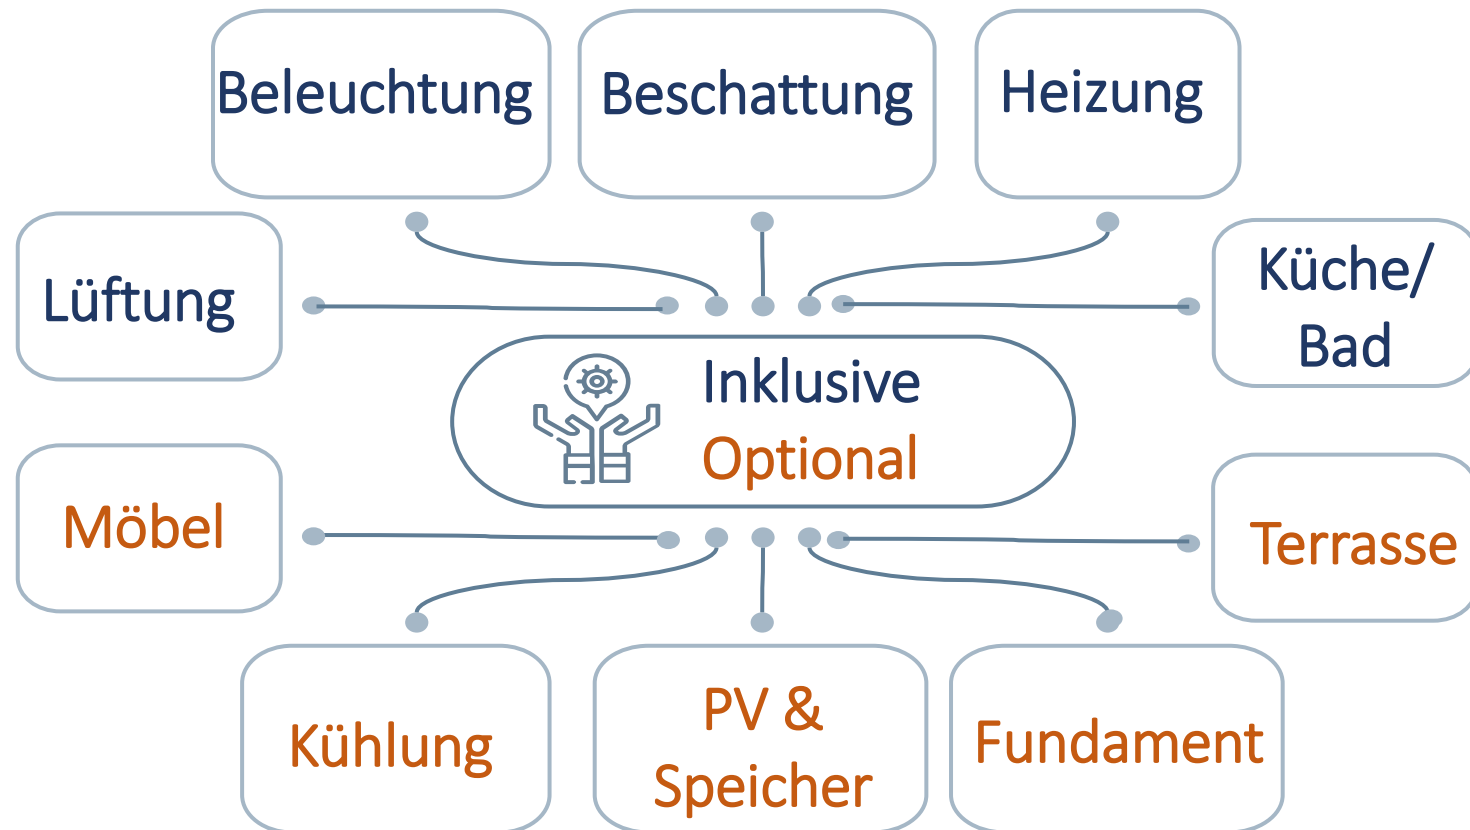 Beleuchtung
Beschattung
Heizung
Lüftung
Küche/
Bad
Inklusive
Optional
Möbel
Terrasse
Kühlung
PV &
Speicher
Fundament